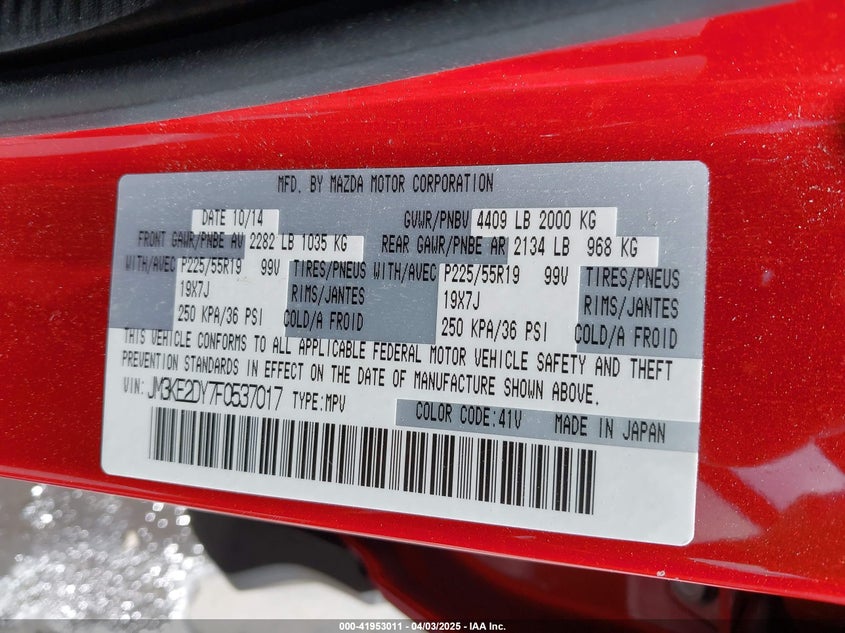 MFD. BY MAZDA MOTOR CORPORATION
DATE 10/14 GVWR/PNBV 4409 LB 2000 KG
FRONT GAWR/PNBE AV 2282 LB 1035 KG REAR GAWR/PNBE AR 2134 LB 968 KG
WITH/AVEC P225/55R19 99V TIRES/PNEUS WITH/AVEC P225/55R19 99V TIRES/PNEUS
19X7J RIMS/JANTES 19X7J RIMS/JANTES
250 KPA/36 PSI COLD/A FROID 250 KPA/36 PSI COLD/A FROID
THIS VEHICLE CONFORMS TO ALL APPLICABLE FEDERAL MOTOR VEHICLE SAFETY AND THEFT
PREVENTION STANDARDS IN EFFECT ON THE DATE OF MANUFACTURE SHOWN ABOVE.
VIN: JM3KE2DY7F0537017 TYPE:MPV
COLOR CODE:41V MADE IN JAPAN
000-41953011 - 04/03/2025 - IAA Inc.